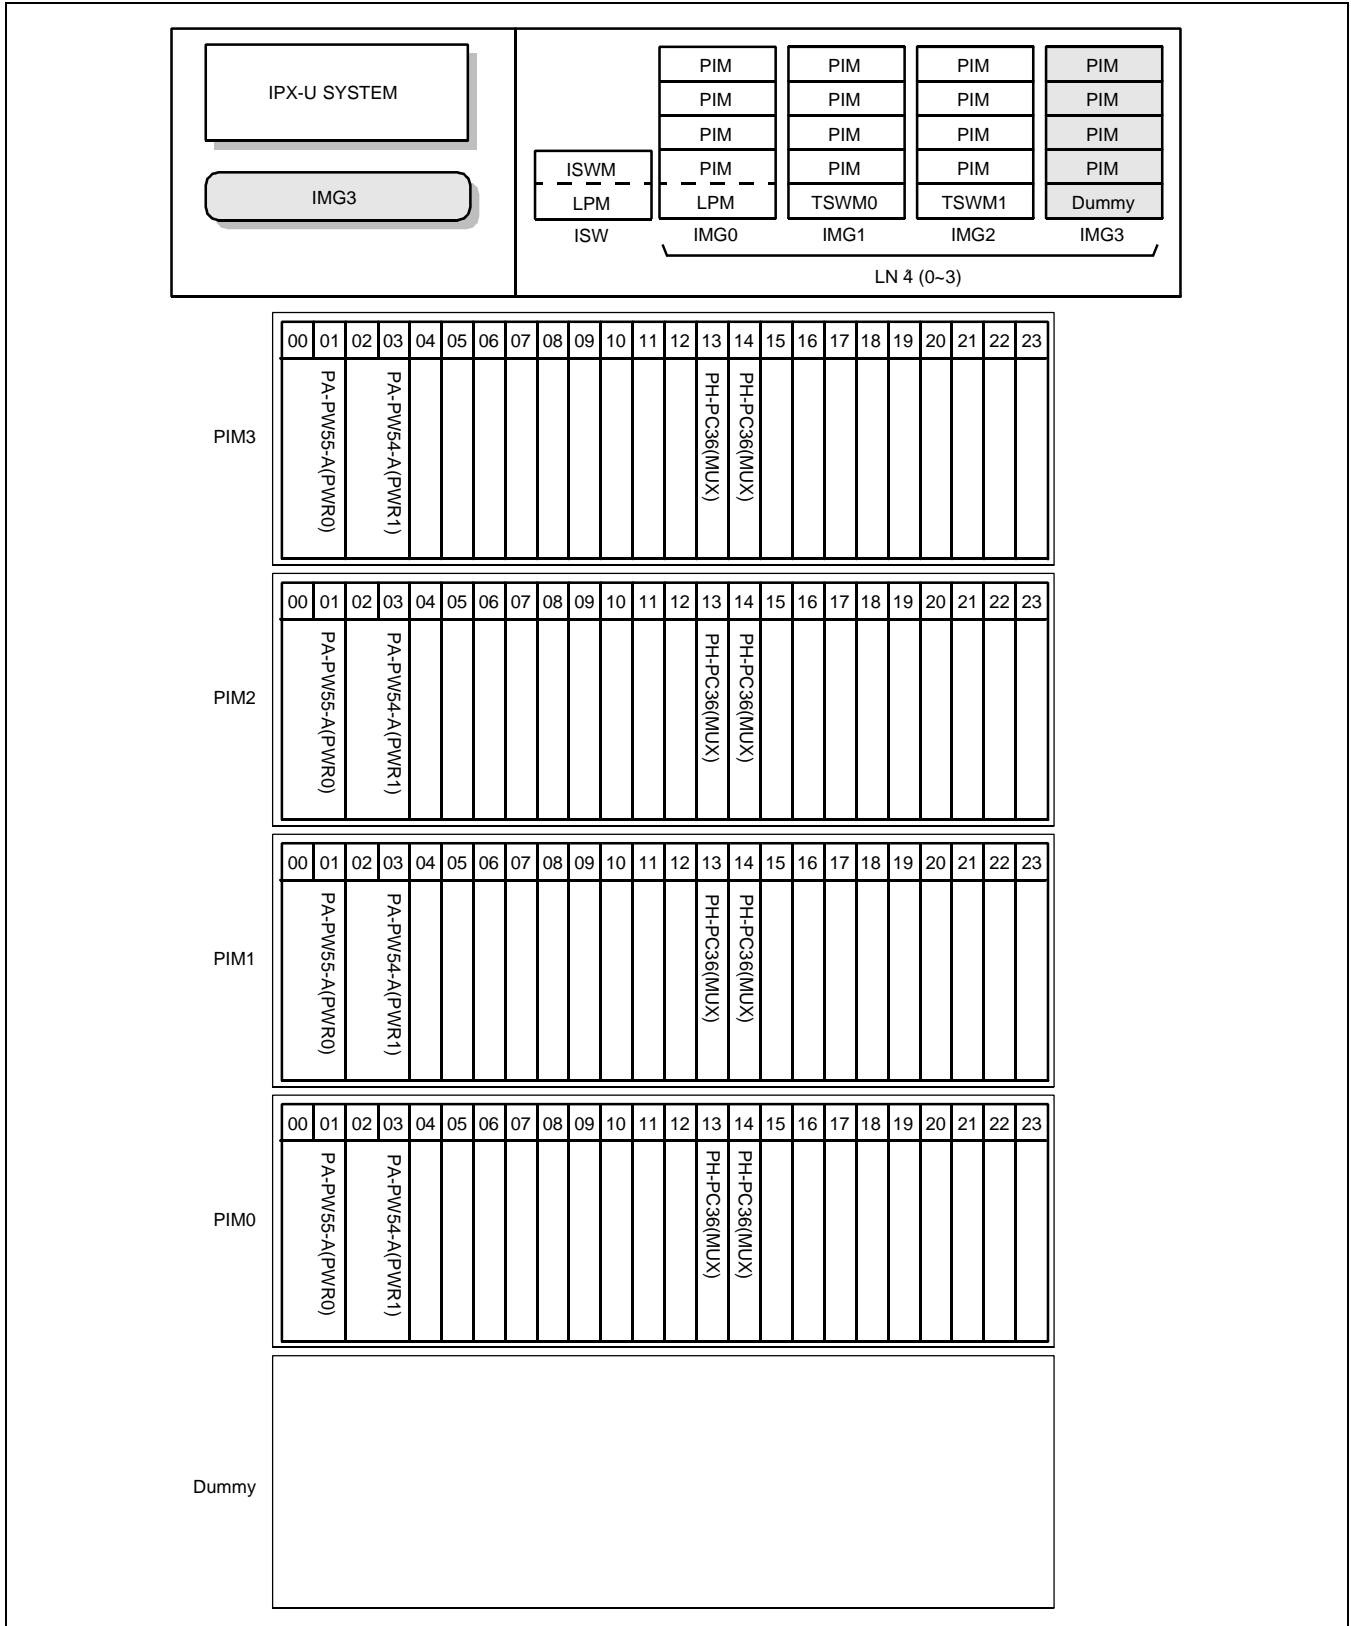 IPX-U SYSTEM
IMG3
PIM PIM PIM PIM
PIM PIM PIM PIM
PIM PIM PIM PIM
ISWM PIM PIM PIM PIM
LPM LPM TSWM0 TSWM1 Dummy
ISW IMG0 IMG1 IMG2 IMG3
LN 4 (0~3)
00 01 02 03 04 05 06 07 08 09 10 11 12 13 14 15 16 17 18 19 20 21 22 23
PIM3
PA-PW55-A(PWR0)
PA-PW54-A(PWR1)
PH-PC36(MUX)
PH-PC36(MUX)
00 01 02 03 04 05 06 07 08 09 10 11 12 13 14 15 16 17 18 19 20 21 22 23
PIM2
PA-PW55-A(PWR0)
PA-PW54-A(PWR1)
PH-PC36(MUX)
PH-PC36(MUX)
00 01 02 03 04 05 06 07 08 09 10 11 12 13 14 15 16 17 18 19 20 21 22 23
PIM1
PA-PW55-A(PWR0)
PA-PW54-A(PWR1)
PH-PC36(MUX)
PH-PC36(MUX)
00 01 02 03 04 05 06 07 08 09 10 11 12 13 14 15 16 17 18 19 20 21 22 23
PIM0
PA-PW55-A(PWR0)
PA-PW54-A(PWR1)
PH-PC36(MUX)
PH-PC36(MUX)
Dummy